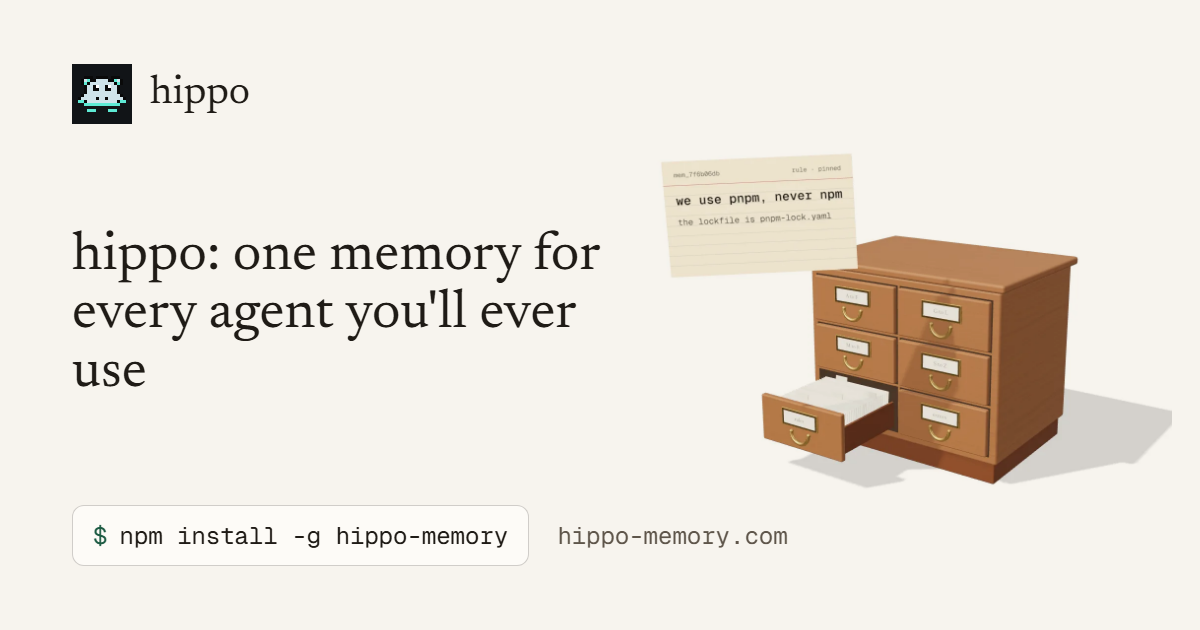 hippo
mem_7f6b06db
rule · pinned
we use pnpm, never npm
the lockfile is pnpm-lock.yaml
hippo: one memory for
every agent you'll ever
use
$ npm install -g hippo-memory
hippo-memory.com